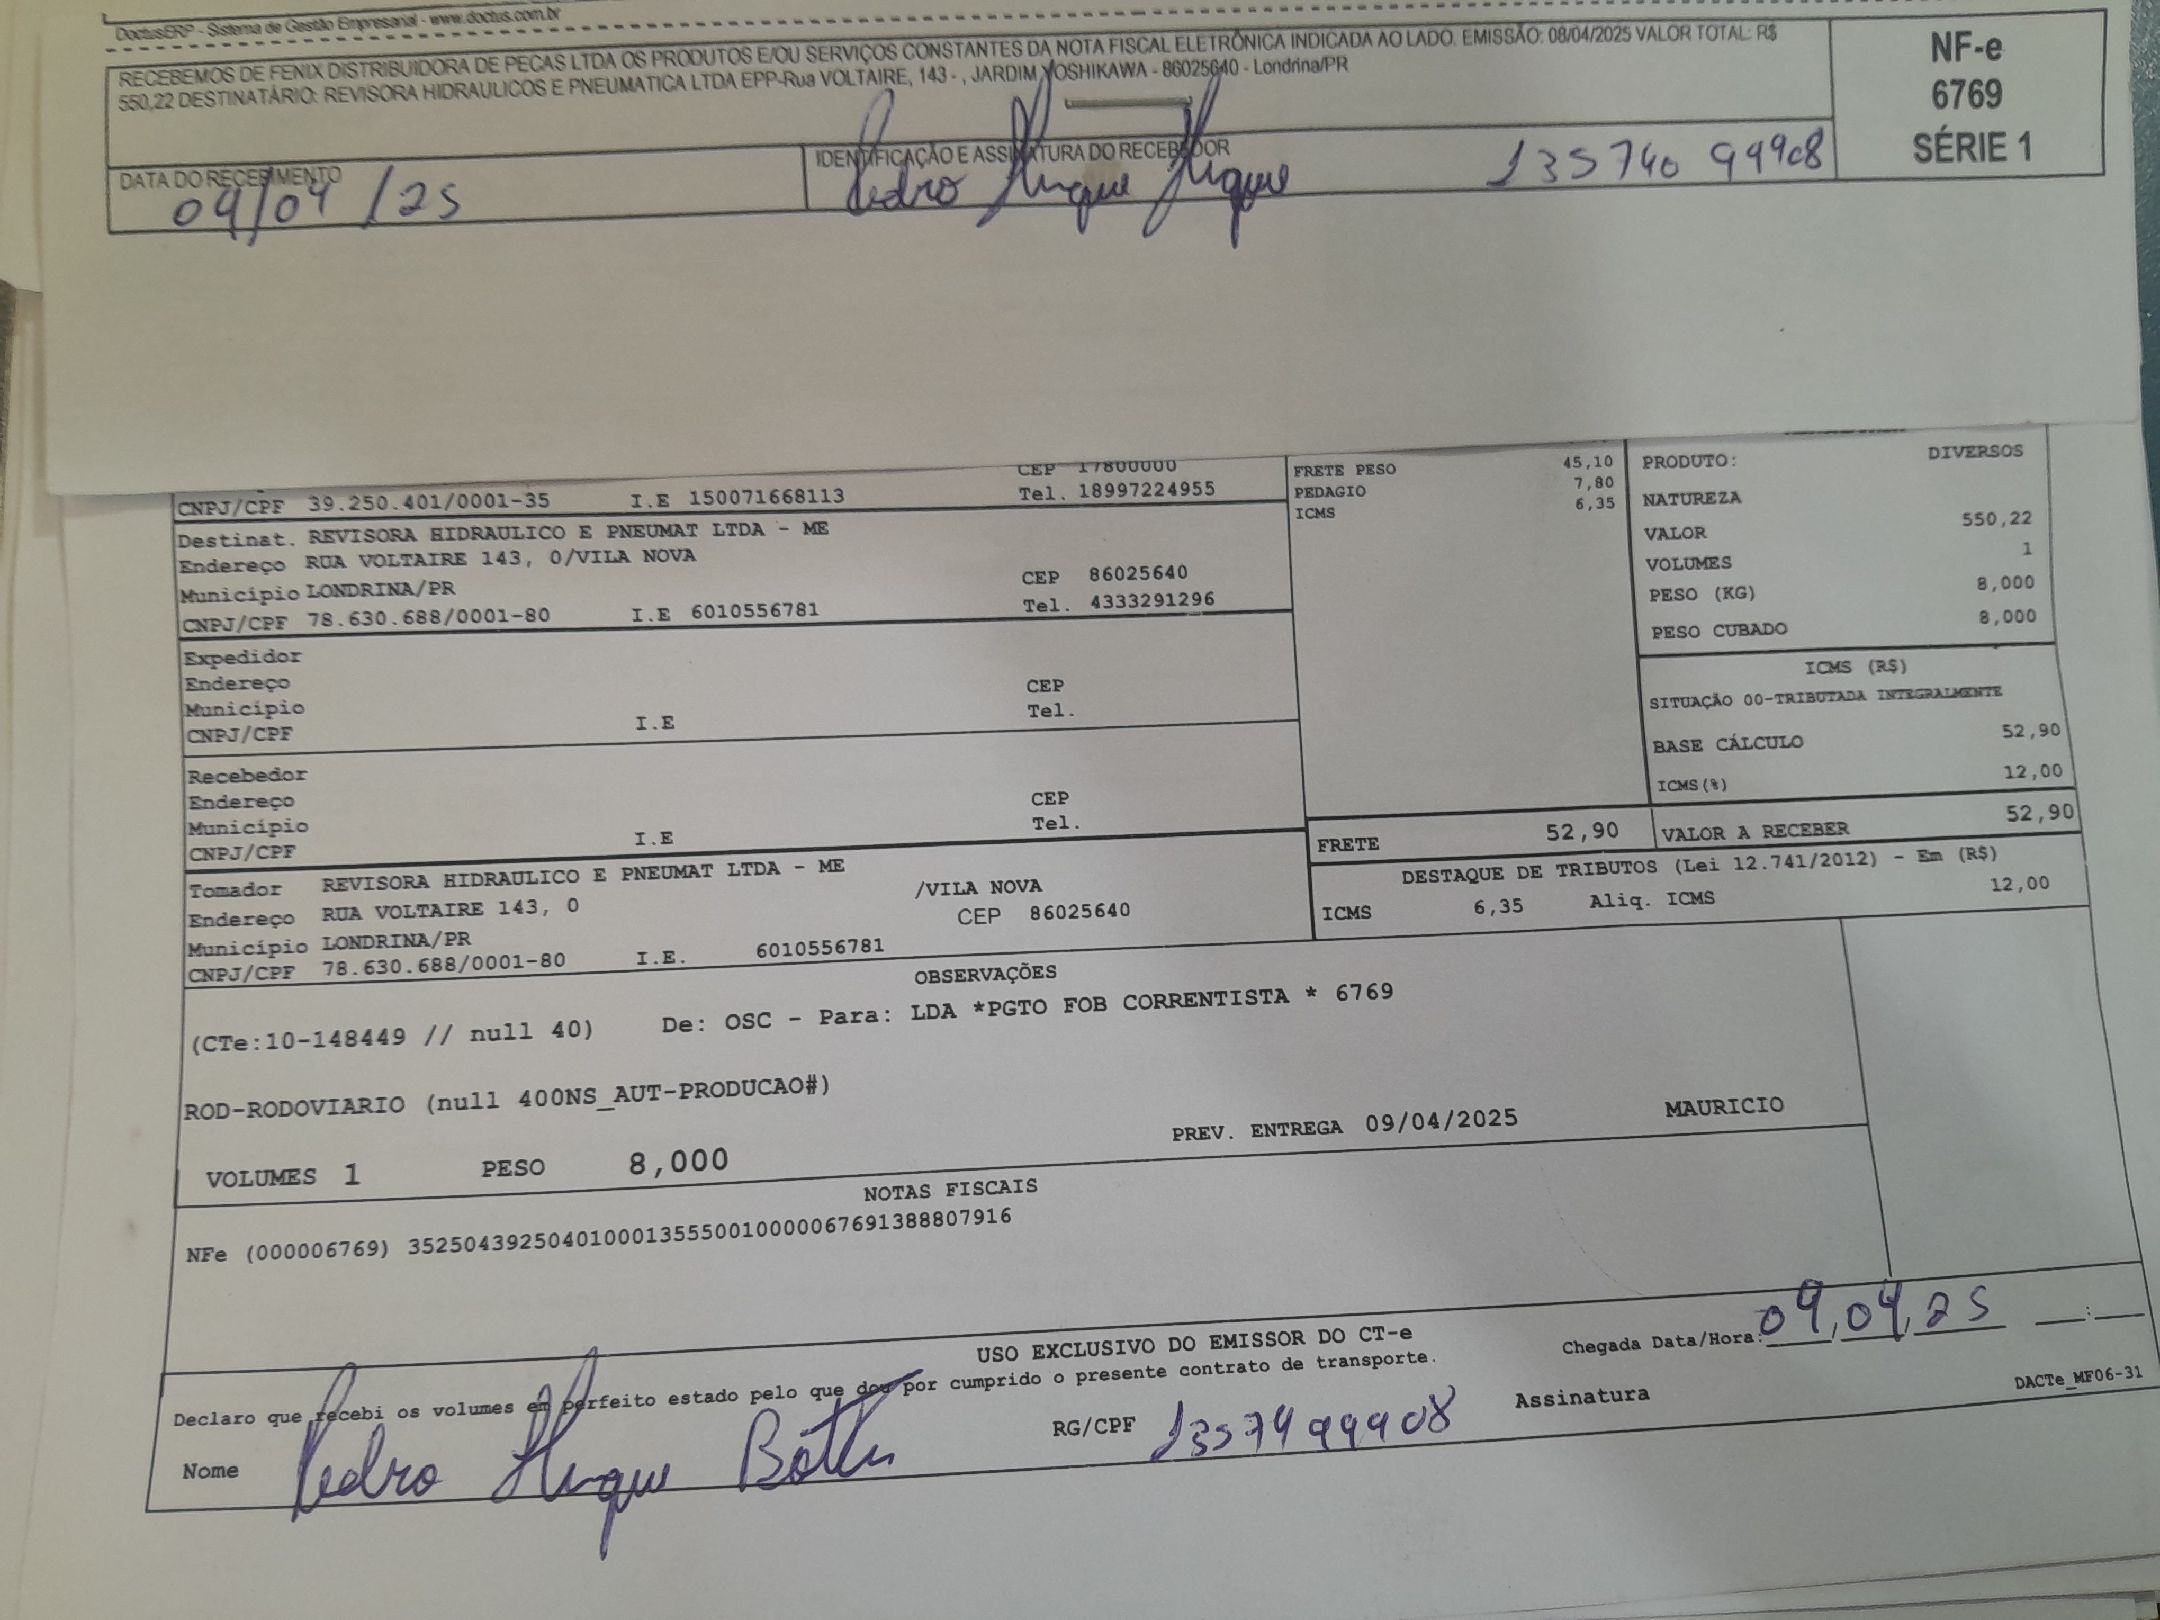 DoctusERP - Sistema de Gestão Empresarial - www.doctus.com.br
RECEBEMOS DE FENIX DISTRIBUIDORA DE PECAS LTDA OS PRODUTOS E/OU SERVIÇOS CONSTANTES DA NOTA FISCAL ELETRÔNICA INDICADA AO LADO. EMISSÃO: 08/04/2025 VALOR TOTAL: R$
550,22 DESTINATÁRIO: REVISORA HIDRAULICOS E PNEUMATICA LTDA EPP-Rua VOLTAIRE, 143 - , JARDIM YOSHIKAWA - 86025640 - Londrina/PR
NF-e
6769
SÉRIE 1
DATA DO RECEBIMENTO
09/04/25
IDENTIFICAÇÃO E ASSINATURA DO RECEBEDOR
Pedro
135740 99908
CEP 17800000
CNPJ/CPF 39.250.401/0001-35 I.E 150071668113 Tel. 18997224955
Destinat. REVISORA HIDRAULICO E PNEUMAT LTDA - ME
Endereço RUA VOLTAIRE 143, 0/VILA NOVA
Município LONDRINA/PR CEP 86025640
CNPJ/CPF 78.630.688/0001-80 I.E 6010556781 Tel. 4333291296
Expedidor
Endereço
Município CEP
CNPJ/CPF I.E Tel.
Recebedor
Endereço
Município CEP
CNPJ/CPF I.E Tel.
Tomador REVISORA HIDRAULICO E PNEUMAT LTDA - ME
Endereço RUA VOLTAIRE 143, 0 /VILA NOVA
Município LONDRINA/PR CEP 86025640
CNPJ/CPF 78.630.688/0001-80 I.E. 6010556781
FRETE PESO 45,10
PEDAGIO 7,80
ICMS 6,35
PRODUTO: DIVERSOS
NATUREZA
VALOR 550,22
VOLUMES 1
PESO (KG) 8,000
PESO CUBADO 8,000
ICMS (R$)
SITUAÇÃO 00-TRIBUTADA INTEGRALMENTE
BASE CÁLCULO 52,90
ICMS(%) 12,00
FRETE 52,90 VALOR A RECEBER 52,90
DESTAQUE DE TRIBUTOS (Lei 12.741/2012) - Em (R$)
ICMS 6,35 Aliq. ICMS 12,00
OBSERVAÇÕES
(CTe:10-148449 // null 40) De: OSC - Para: LDA *PGTO FOB CORRENTISTA * 6769
ROD-RODOVIARIO (null 400NS_AUT-PRODUCAO#)
VOLUMES 1 PESO 8,000 PREV. ENTREGA 09/04/2025 MAURICIO
NOTAS FISCAIS
NFe (000006769) 35250439250401000135550010000067691388807916
USO EXCLUSIVO DO EMISSOR DO CT-e
Chegada Data/Hora: 09,04,25 __:__
Declaro que recebi os volumes em perfeito estado pelo que dou por cumprido o presente contrato de transporte.
Nome Pedro RG/CPF 1357499908 Assinatura
DACTe_MF06-31